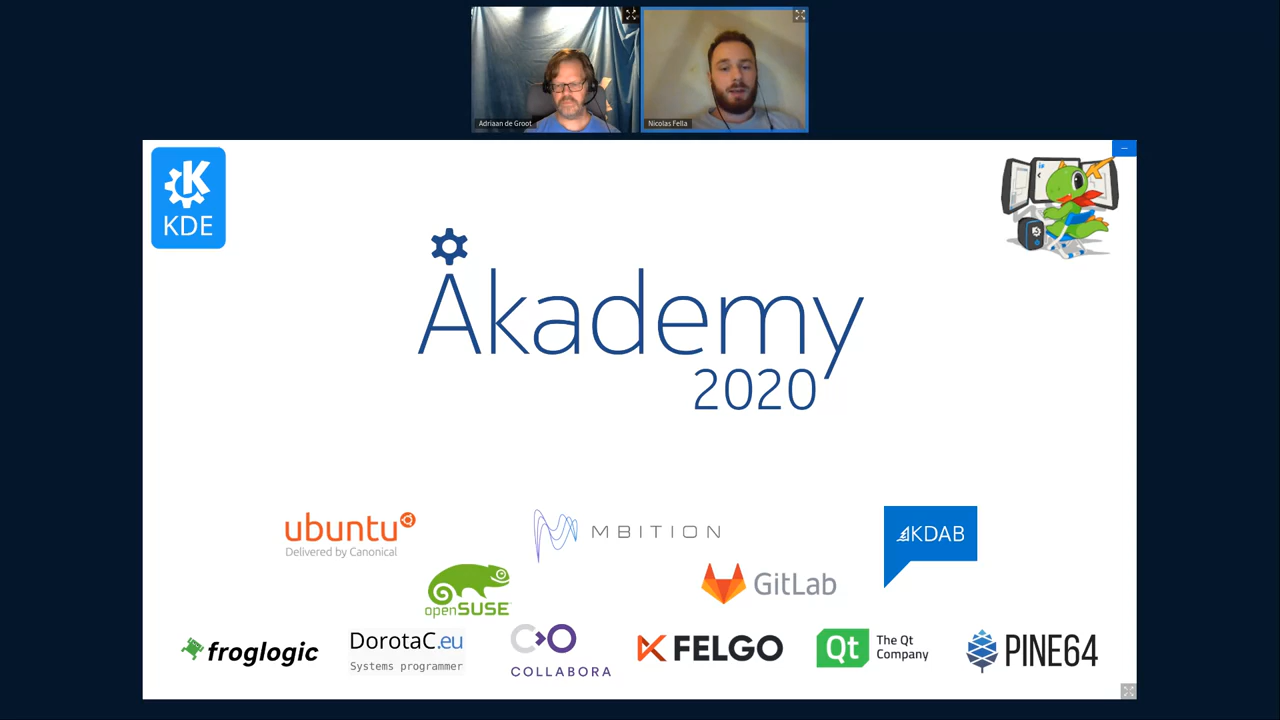 Adriaan de Groot
Nicolas Fella
KDE
Akademy
2020
ubuntu
Delivered by Canonical
MBITION
KDAB
openSUSE
GitLab
froglogic
DorotaC.eu
Systems programmer
COLLABORA
FELGO
Qt
The Qt
Company
PINE64